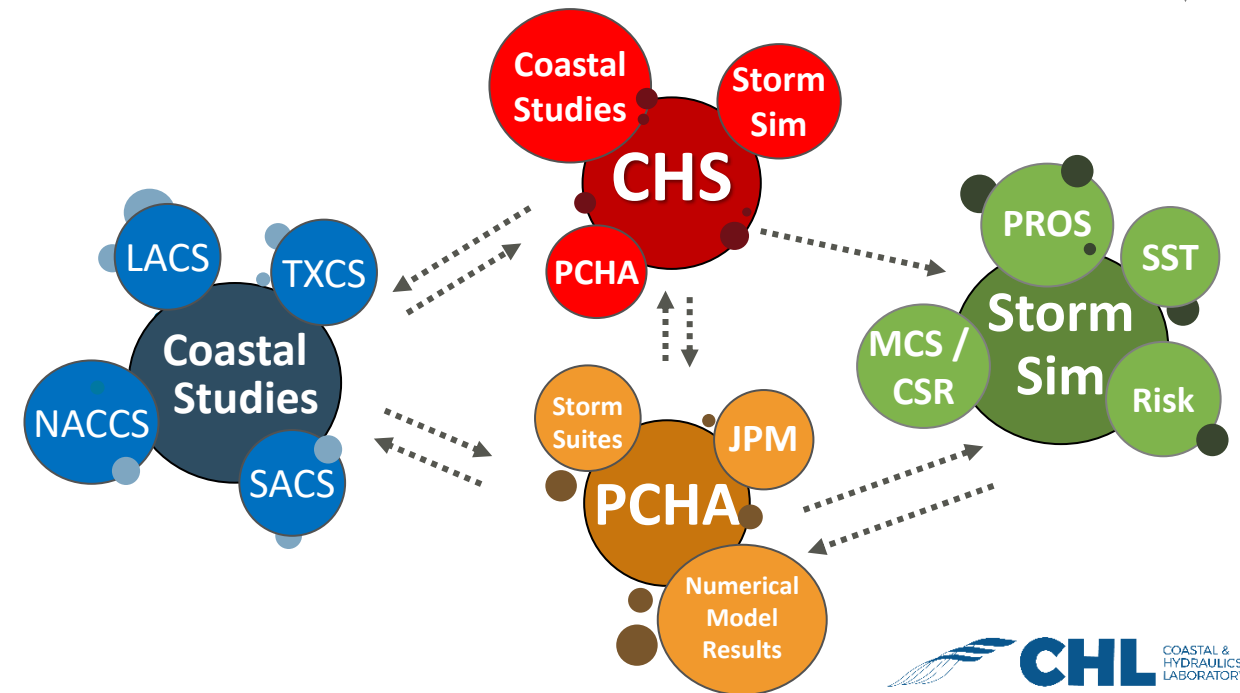 Coastal
Studies
Storm
Sim
CHS
PCHA
LACS
TXCS
Coastal
Studies
NACCS
SACS
PROS
SST
Storm
Sim
MCS /
CSR
Risk
Storm
Suites
JPM
PCHA
Numerical
Model
Results
CHL
COASTAL &
HYDRAULICS
LABORATORY